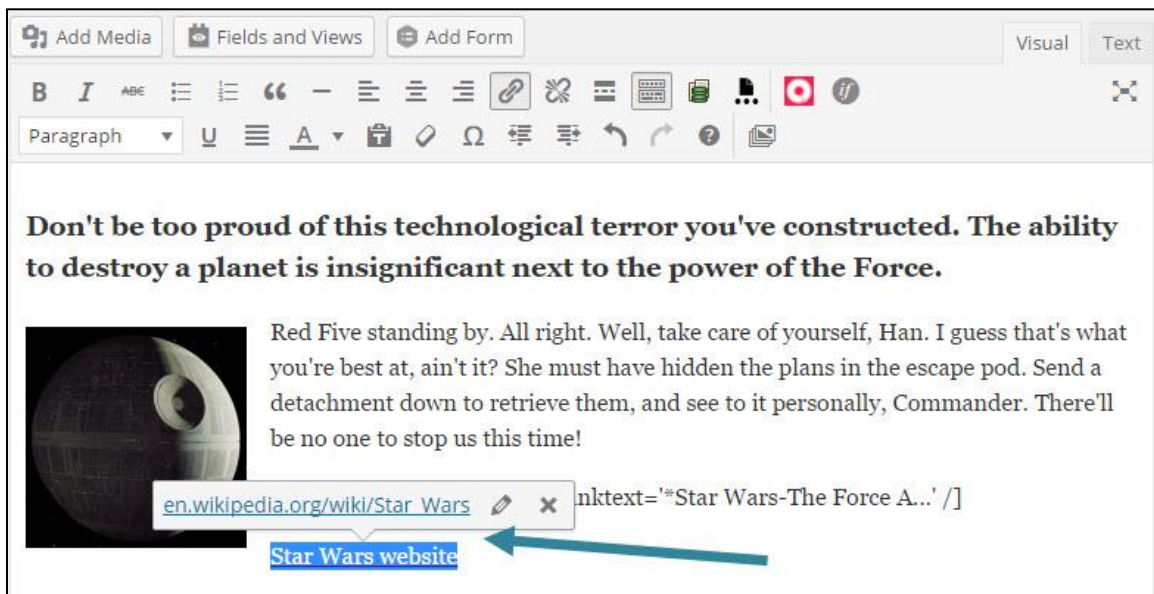 Add Media Fields and Views Add Form Visual Text
B I ABE
Paragraph U A Ω
Don't be too proud of this technological terror you've constructed. The ability
to destroy a planet is insignificant next to the power of the Force.
Red Five standing by. All right. Well, take care of yourself, Han. I guess that's what
you're best at, ain't it? She must have hidden the plans in the escape pod. Send a
detachment down to retrieve them, and see to it personally, Commander. There'll
be no one to stop us this time!
en.wikipedia.org/wiki/Star_Wars nktext='*Star Wars-The Force A...' /]
Star Wars website